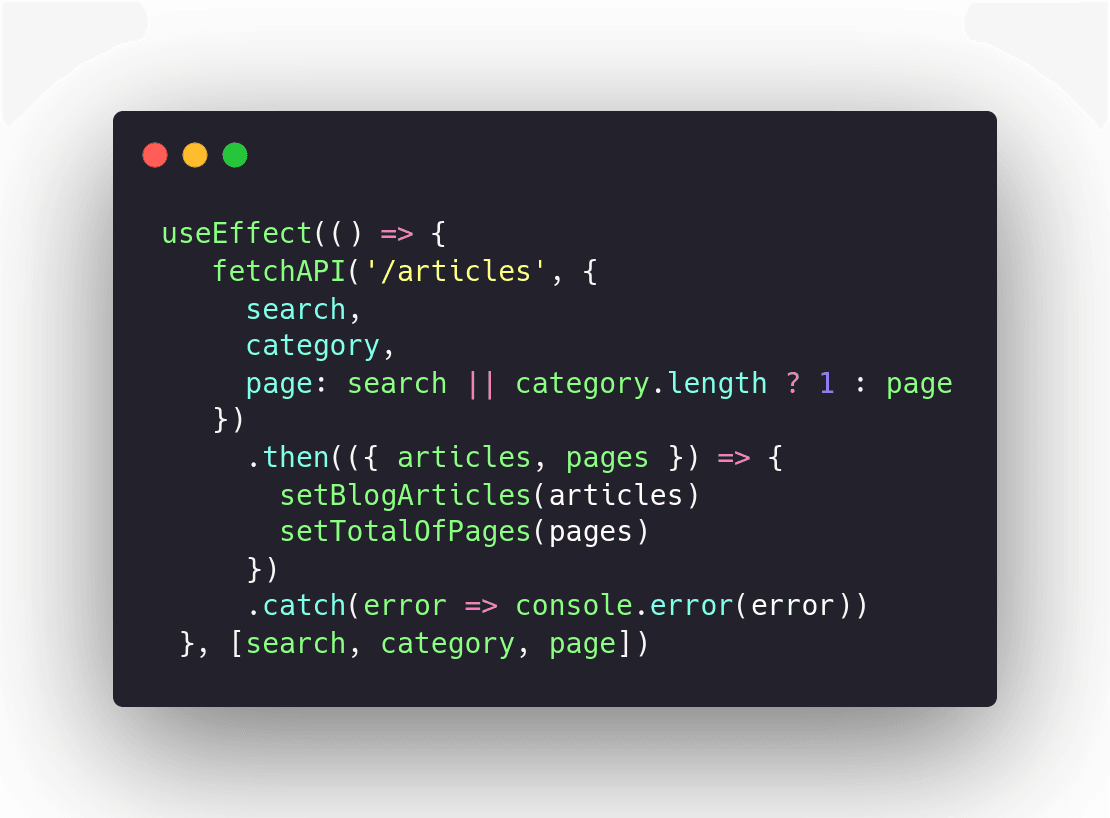 useEffect(() => {
fetchAPI('/articles', {
search,
category,
page: search || category.length ? 1 : page
})
.then(({ articles, pages }) => {
setBlogArticles(articles)
setTotalOfPages(pages)
})
.catch(error => console.error(error))
}, [search, category, page])